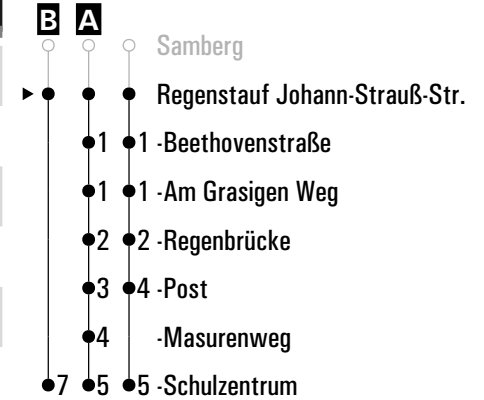 B A
Samberg
Regenstauf Johann-Strauß-Str.
1 1 -Beethovenstraße
1 1 -Am Grasigen Weg
2 2 -Regenbrücke
3 4 -Post
4 -Masurenweg
7 5 5 -Schulzentrum